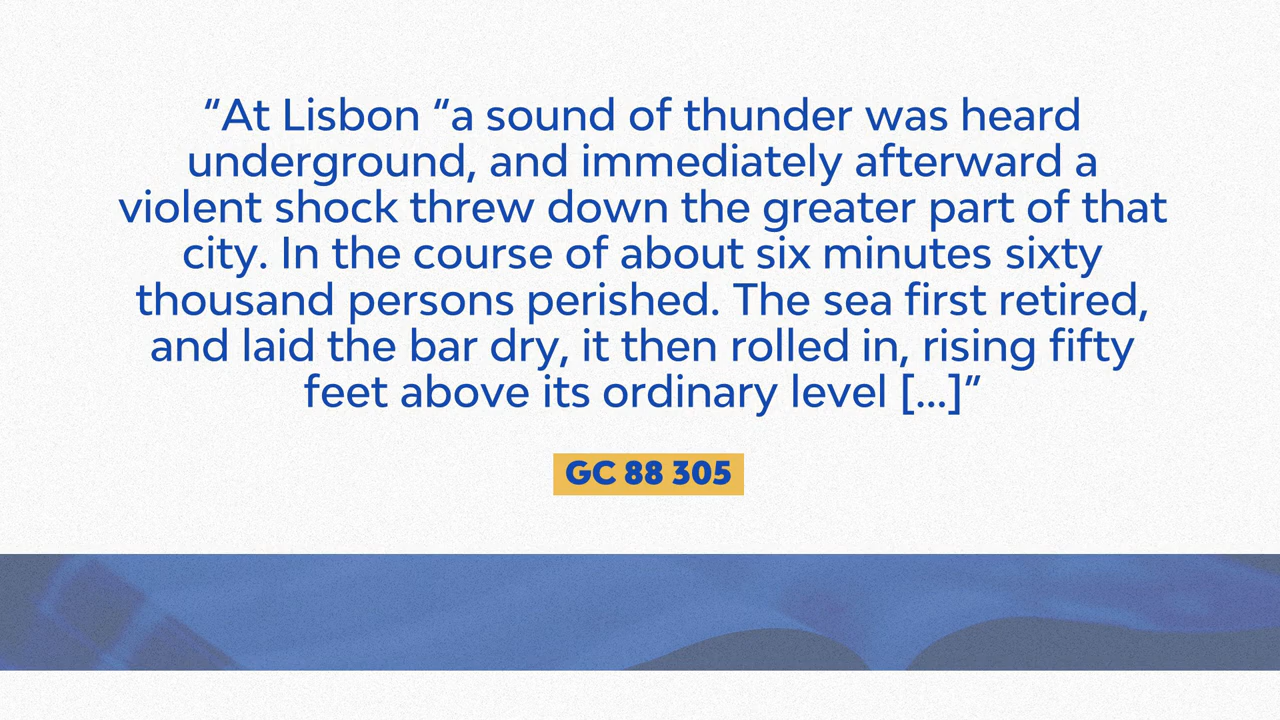 “At Lisbon “a sound of thunder was heard
underground, and immediately afterward a
violent shock threw down the greater part of that
city. In the course of about six minutes sixty
thousand persons perished. The sea first retired,
and laid the bar dry, it then rolled in, rising fifty
feet above its ordinary level [...]”
GC 88 305